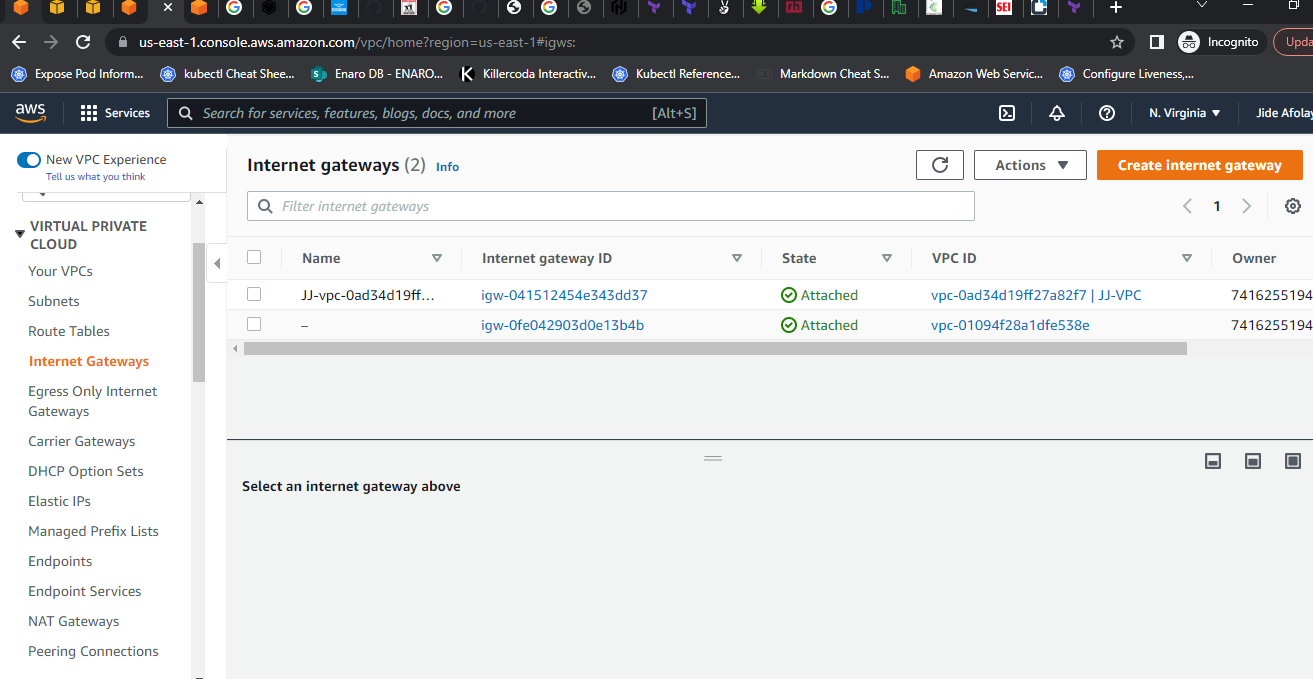 us-east-1.console.aws.amazon.com/vpc/home?region=us-east-1#igws:
Incognito
Upda
Expose Pod Inform...
kubectl Cheat Shee...
Enaro DB - ENARO...
Killercoda Interactiv...
Kubectl Reference...
Markdown Cheat S...
Amazon Web Servic...
Configure Liveness,...
aws
Services
Search for services, features, blogs, docs, and more
[Alt+S]
N. Virginia
Jide Afolay
New VPC Experience
Tell us what you think
VIRTUAL PRIVATE
CLOUD
Your VPCs
Subnets
Route Tables
Internet Gateways
Egress Only Internet
Gateways
Carrier Gateways
DHCP Option Sets
Elastic IPs
Managed Prefix Lists
Endpoints
Endpoint Services
NAT Gateways
Peering Connections
Internet gateways (2) Info
Actions
Create internet gateway
Filter internet gateways
1
Name Internet gateway ID State VPC ID Owner
JJ-vpc-0ad34d19ff... igw-041512454e343dd37 Attached vpc-0ad34d19ff27a82f7 | JJ-VPC 7416255194
– igw-0fe042903d0e13b4b Attached vpc-01094f28a1dfe538e 7416255194
Select an internet gateway above